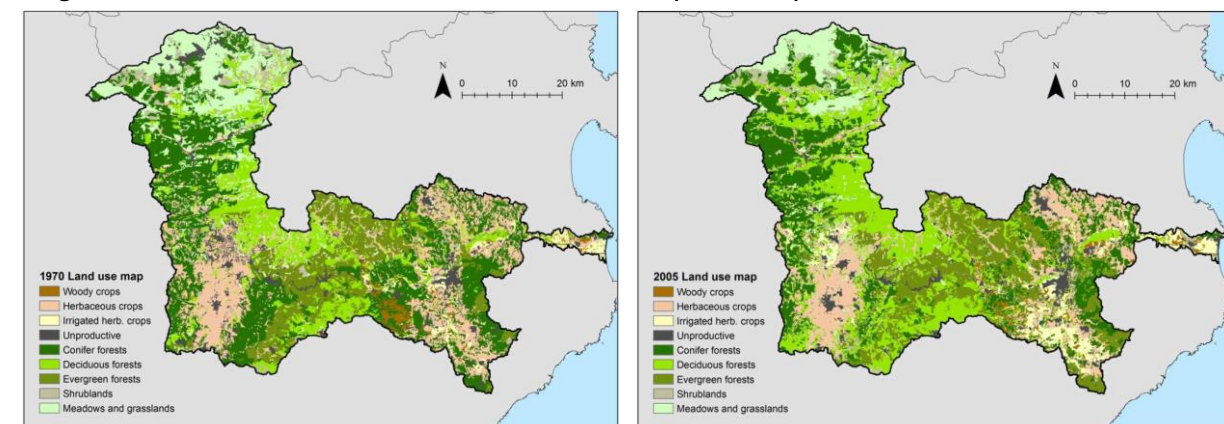 N
0 10 20 km
1970 Land use map
Woody crops
Herbaceous crops
Irrigated herb. crops
Unproductive
Conifer forests
Deciduous forests
Evergreen forests
Shrublands
Meadows and grasslands
N
0 10 20 km
2005 Land use map
Woody crops
Herbaceous crops
Irrigated herb. crops
Unproductive
Conifer forests
Deciduous forests
Evergreen forests
Shrublands
Meadows and grasslands